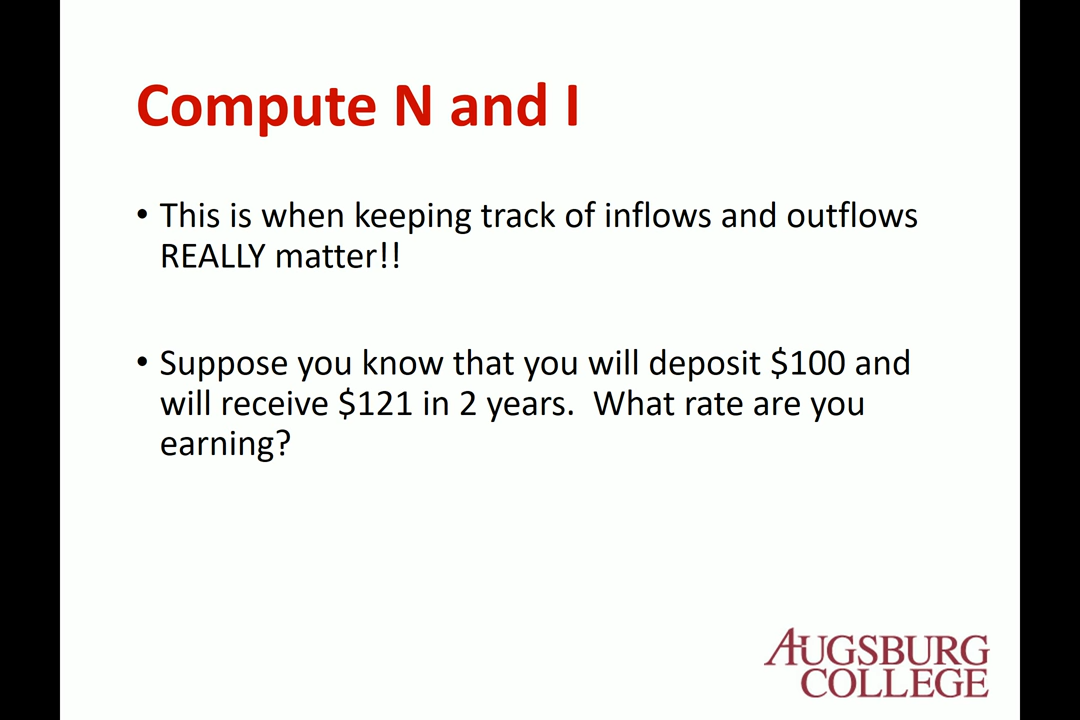 Compute N and I
• This is when keeping track of inflows and outflows
REALLY matter!!
• Suppose you know that you will deposit $100 and
will receive $121 in 2 years.  What rate are you
earning?
AUGSBURG
COLLEGE